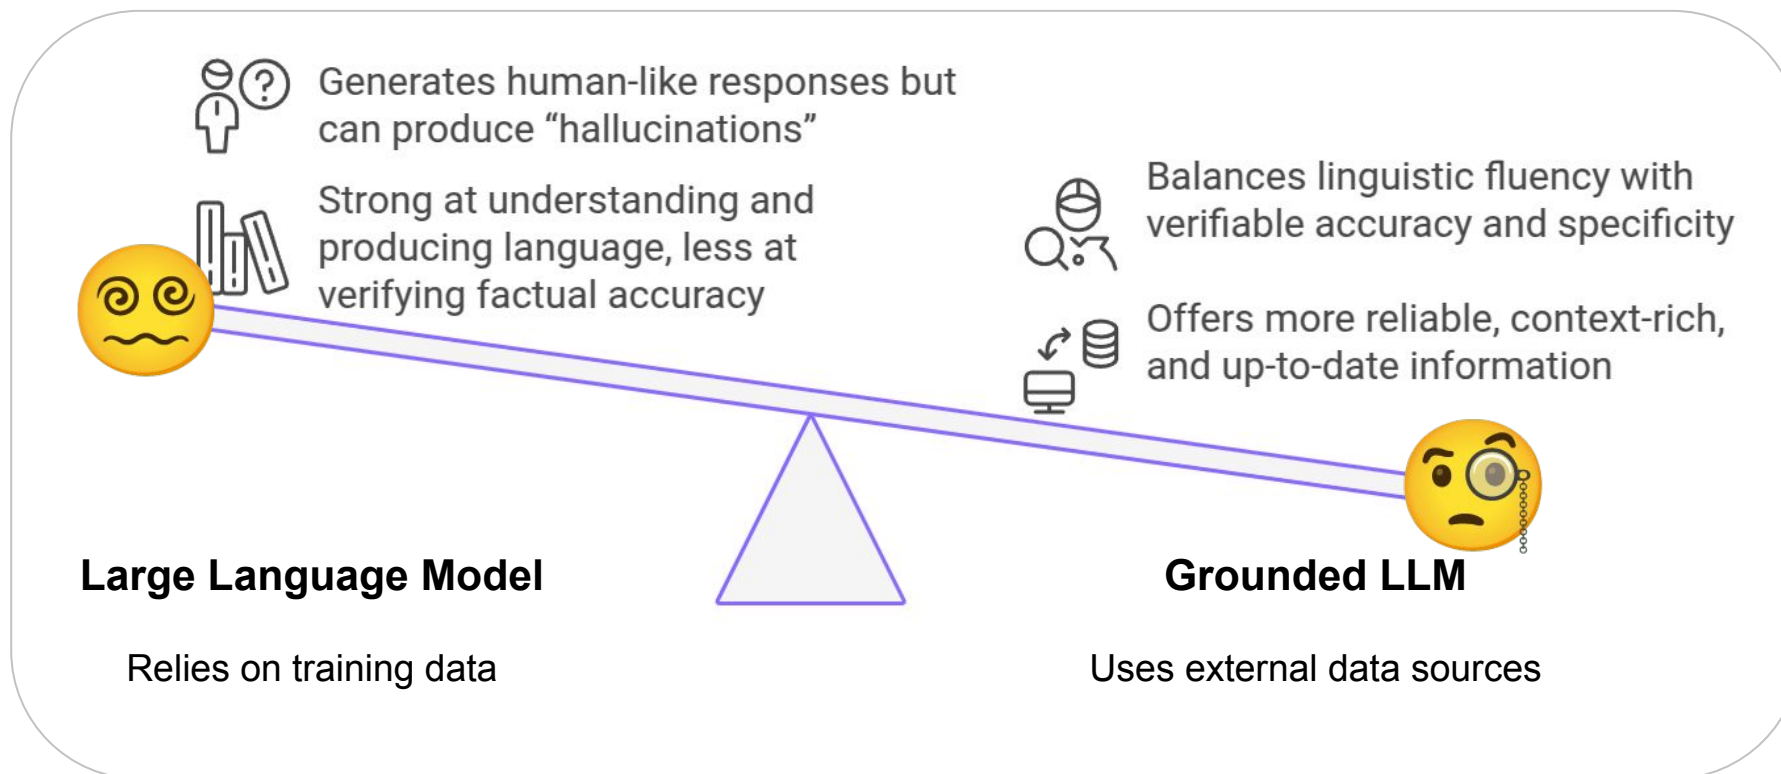 Generates human-like responses but
can produce “hallucinations”
Strong at understanding and
producing language, less at
verifying factual accuracy
Balances linguistic fluency with
verifiable accuracy and specificity
Offers more reliable, context-rich,
and up-to-date information
Large Language Model
Relies on training data
Grounded LLM
Uses external data sources